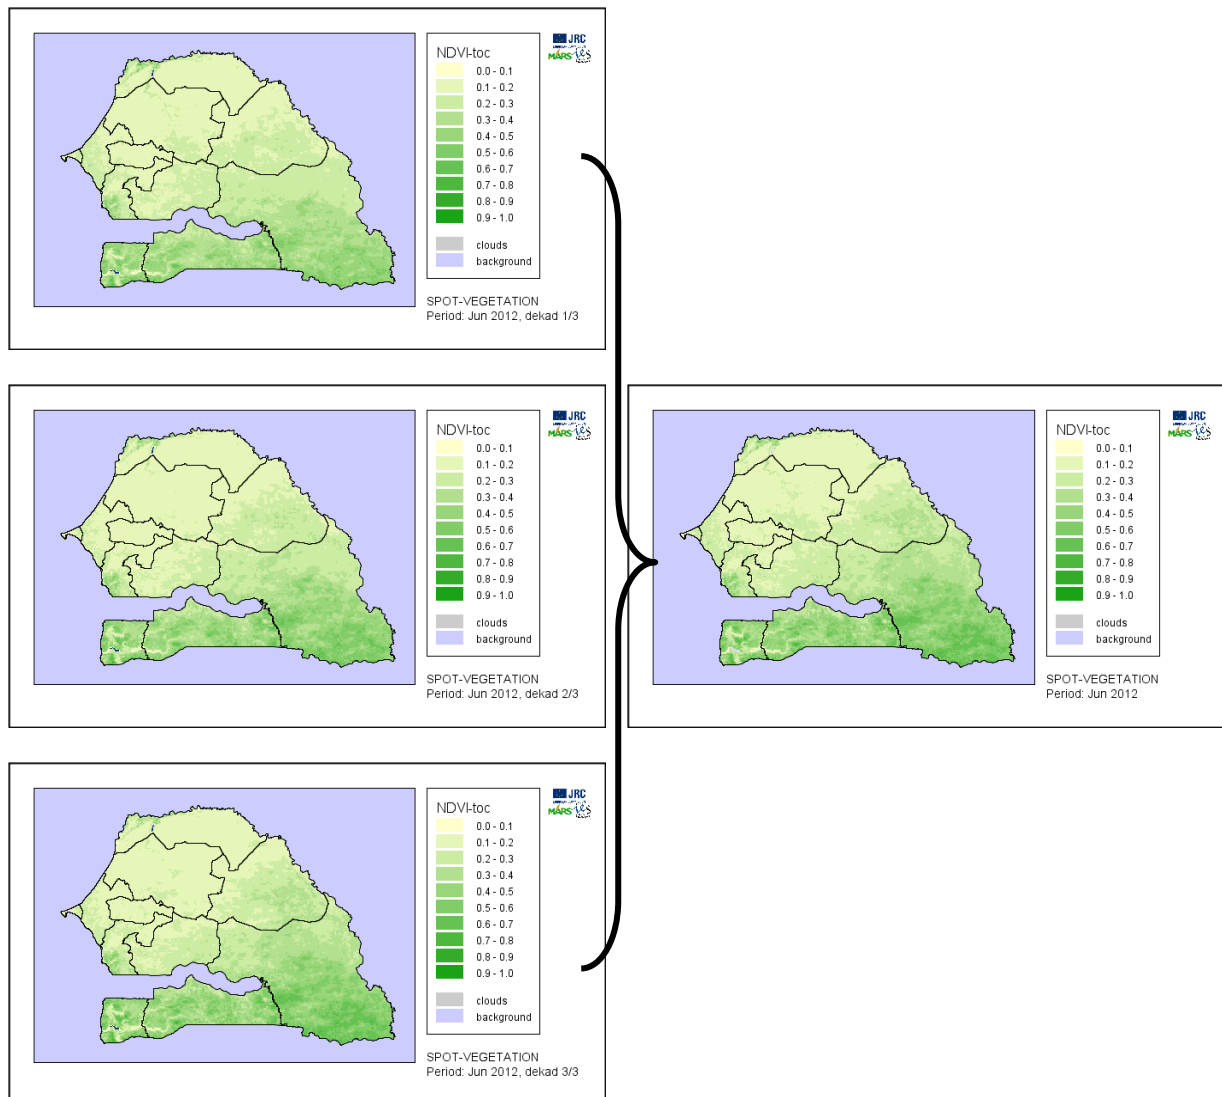 NDVI-toc
0.0 - 0.1
0.1 - 0.2
0.2 - 0.3
0.3 - 0.4
0.4 - 0.5
0.5 - 0.6
0.6 - 0.7
0.7 - 0.8
0.8 - 0.9
0.9 - 1.0
clouds
background
JRC
MARS ies
SPOT-VEGETATION
Period: Jun 2012, dekad 1/3
NDVI-toc
0.0 - 0.1
0.1 - 0.2
0.2 - 0.3
0.3 - 0.4
0.4 - 0.5
0.5 - 0.6
0.6 - 0.7
0.7 - 0.8
0.8 - 0.9
0.9 - 1.0
clouds
background
JRC
MARS ies
SPOT-VEGETATION
Period: Jun 2012, dekad 2/3
NDVI-toc
0.0 - 0.1
0.1 - 0.2
0.2 - 0.3
0.3 - 0.4
0.4 - 0.5
0.5 - 0.6
0.6 - 0.7
0.7 - 0.8
0.8 - 0.9
0.9 - 1.0
clouds
background
JRC
MARS ies
SPOT-VEGETATION
Period: Jun 2012
NDVI-toc
0.0 - 0.1
0.1 - 0.2
0.2 - 0.3
0.3 - 0.4
0.4 - 0.5
0.5 - 0.6
0.6 - 0.7
0.7 - 0.8
0.8 - 0.9
0.9 - 1.0
clouds
background
JRC
MARS ies
SPOT-VEGETATION
Period: Jun 2012, dekad 3/3